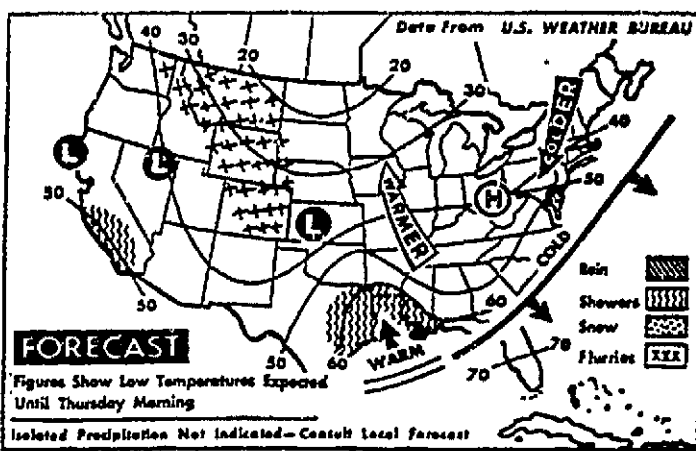 Data From U.S. WEATHER BUREAU
40
30
20
20
30
COLDER
40
50
L
L
H
50
WARMER
L
COLD
50
Rain
Showers
Snow
Flurries XXX
60
WARM
50
60
70
70
FORECAST
Figures Show Low Temperatures Expected
Until Thursday Morning
Isolated Precipitation Not Indicated—Consult Local Forecast